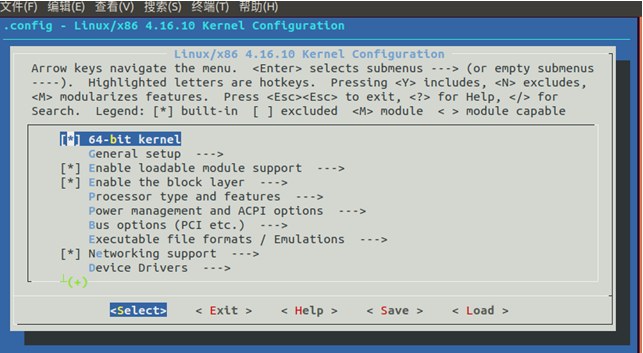 文件(F) 编辑(E) 查看(V) 搜索(S) 终端(T) 帮助(H)
.config - Linux/x86 4.16.10 Kernel Configuration
Linux/x86 4.16.10 Kernel Configuration
Arrow keys navigate the menu. <Enter> selects submenus ---> (or empty submenus
----). Highlighted letters are hotkeys. Pressing <Y> includes, <N> excludes,
<M> modularizes features. Press <Esc><Esc> to exit, <?> for Help, </> for
Search. Legend: [*] built-in [ ] excluded <M> module < > module capable
[*] 64-bit kernel
General setup --->
[*] Enable loadable module support --->
[*] Enable the block layer --->
Processor type and features --->
Power management and ACPI options --->
Bus options (PCI etc.) --->
Executable file formats / Emulations --->
[*] Networking support --->
Device Drivers --->
(+)
<Select> < Exit > < Help > < Save > < Load >